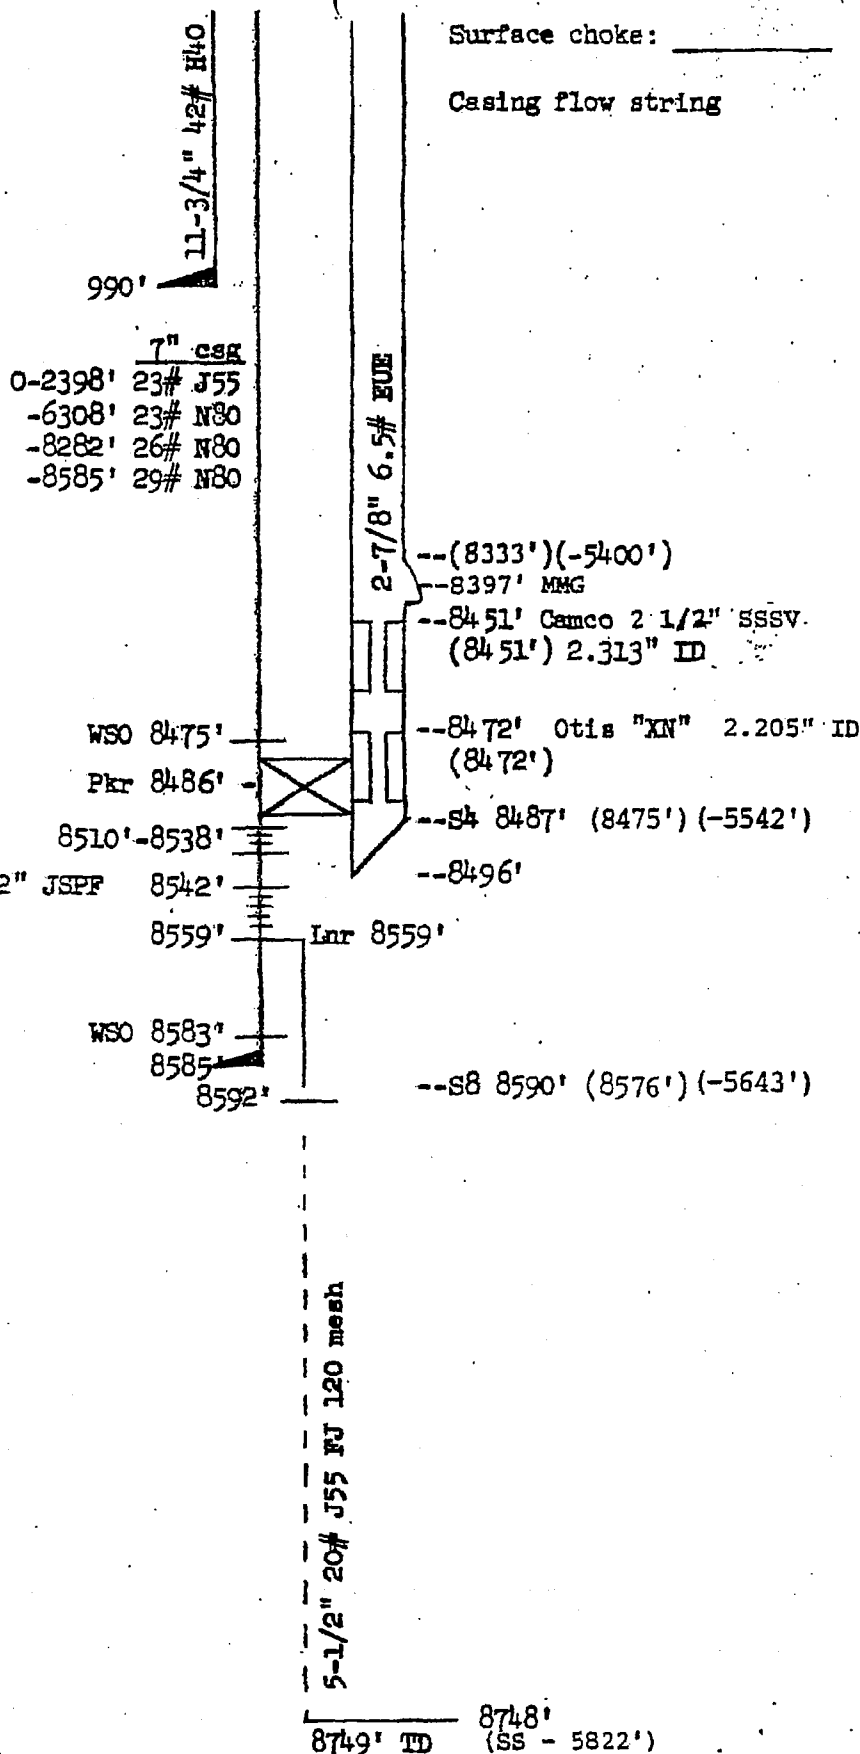 Surface choke:
Casing flow string
11-3/4" 42# H40
990'
7" csg
0-2398' 23# J55
-6308' 23# N80
-8282' 26# N80
-8585' 29# N80
2-7/8" 6.5# EUE
--(8333')(-5400')
--8397' MMG
--8451' Camco 2 1/2" SSSV
(8451') 2.313" ID
WSO 8475'
--8472' Otis "XN" 2.205" ID
(8472')
Pkr 8486'
--S4 8487' (8475')(-5542')
8510'-8538'
--8496'
2" JSPF 8542'
8559'
Lnr 8559'
WSO 8583'
8585'
--S8 8590' (8576')(-5643')
8592'
5-1/2" 20# J55 FJ 120 mesh
8748'
8749' TD (SS - 5822')